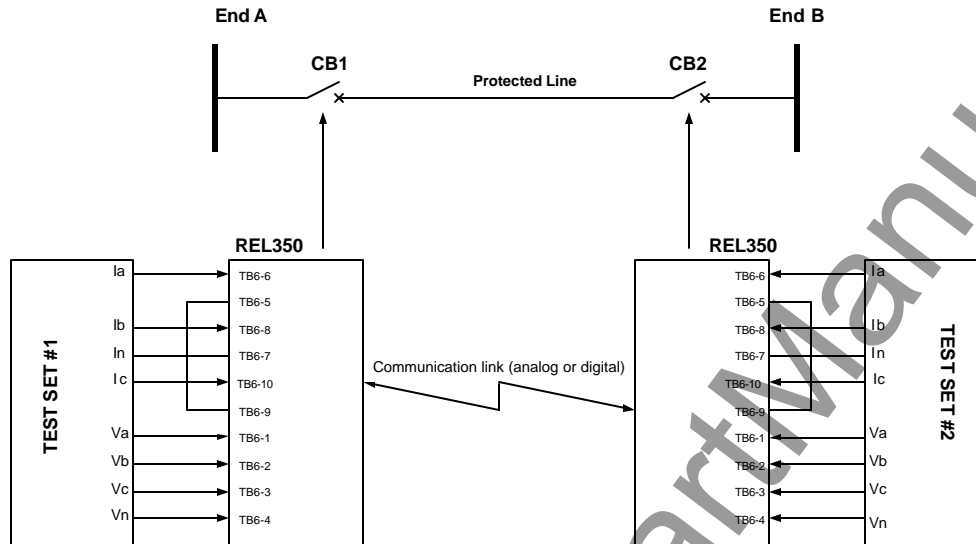 End A
End B
CB1
CB2
Protected Line
REL350
REL350
TEST SET #1
Ia
Ib
In
Ic
Va
Vb
Vc
Vn
TB6-6
TB6-5
TB6-8
TB6-7
TB6-10
TB6-9
TB6-1
TB6-2
TB6-3
TB6-4
Communication link (analog or digital)
TB6-6
TB6-5
TB6-8
TB6-7
TB6-10
TB6-9
TB6-1
TB6-2
TB6-3
TB6-4
Ia
Ib
In
Ic
Va
Vb
Vc
Vn
TEST SET #2